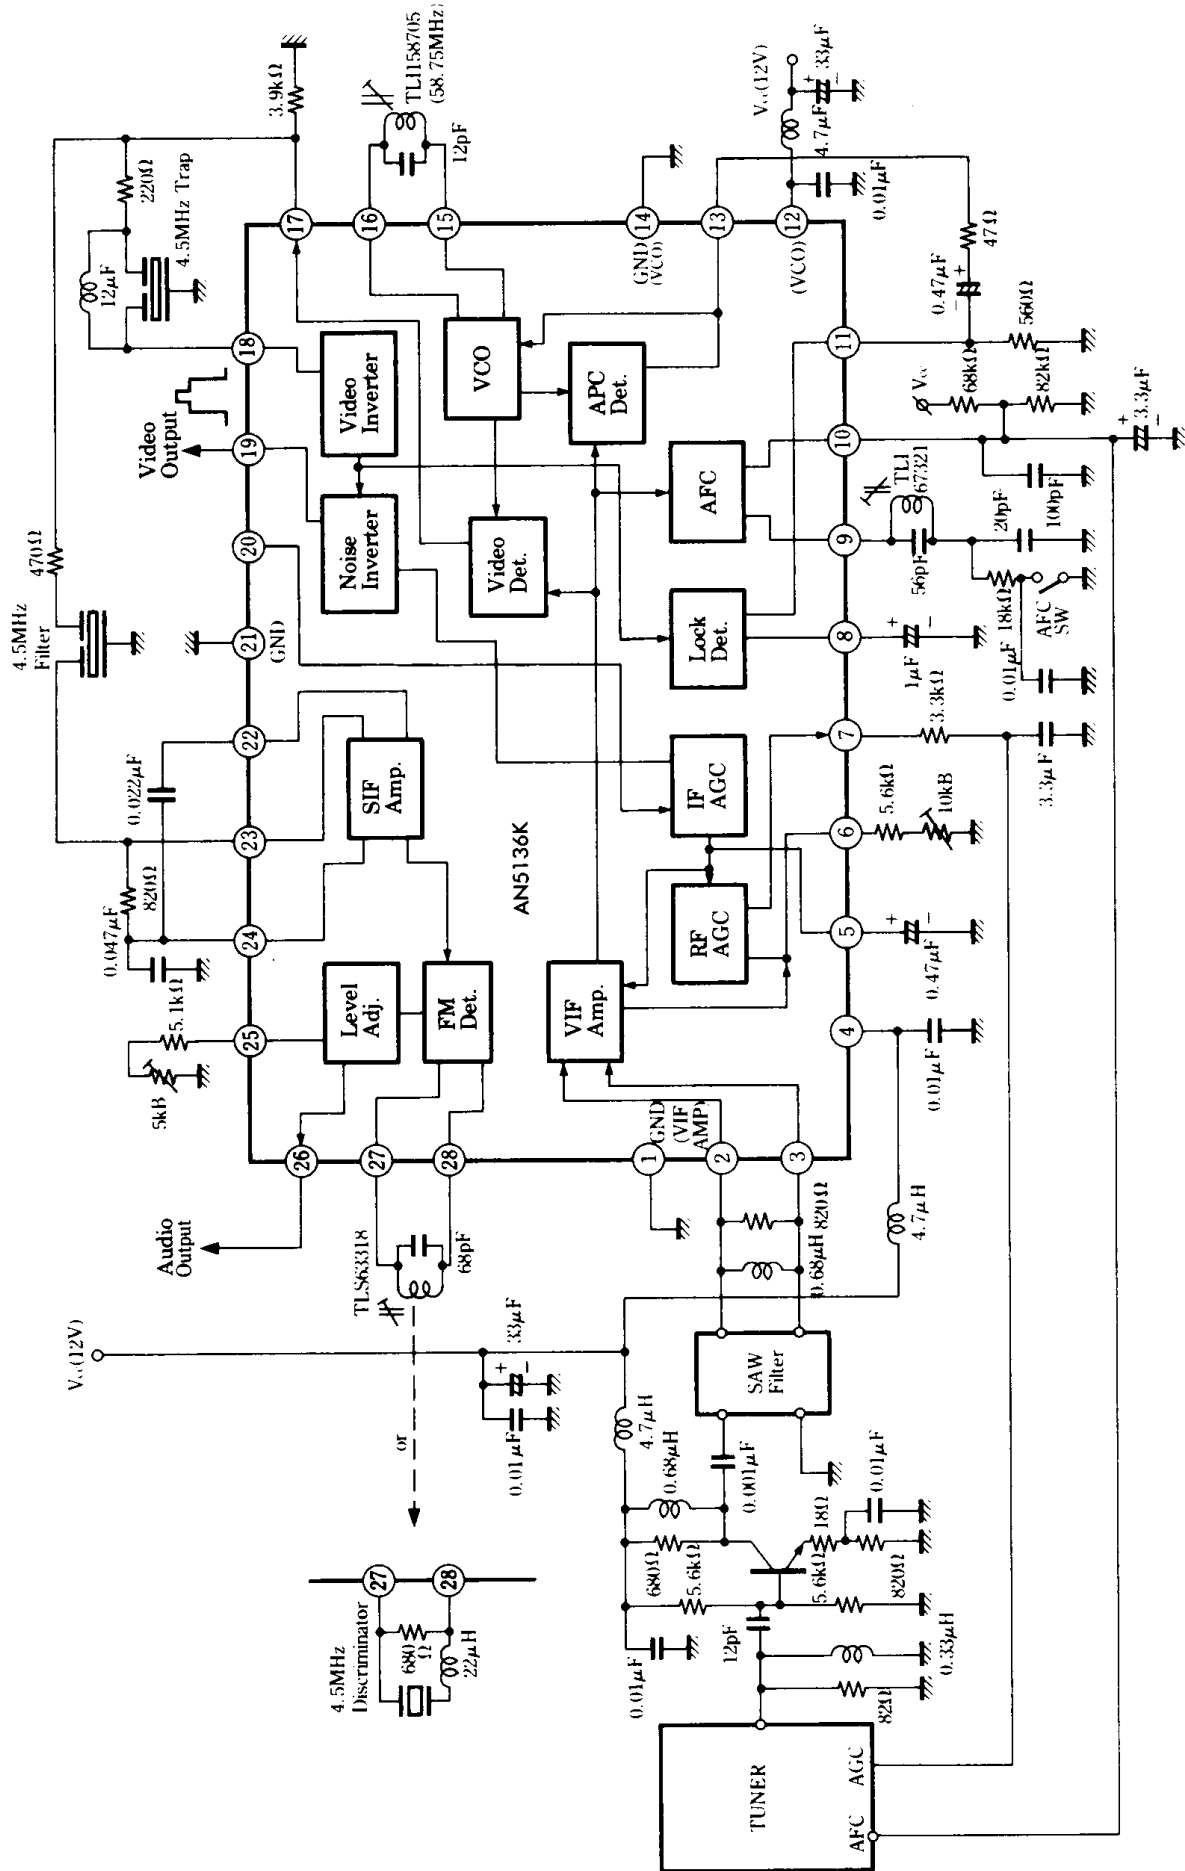 Vcc(12V)
Audio
Output
Video
Output
4.5MHz
Filter
470Ω
12μF
220Ω
4.5MHz Trap
3.9kΩ
5kB
5.1kΩ
0.047μF
820Ω
0.022μF
26
25
24
23
22
21
GND
20
19
18
17
TLS63318
68pF
27
28
Level
Adj.
FM
Det.
SIF
Amp.
Noise
Inverter
Video
Inverter
16
15
TLI158705
(58.75MHz)
12pF
or
4.5MHz
Discriminator
27
28
680
Ω
22μH
0.01μF
33μF
AN5136K
Video
Det.
VCO
APC
Det.
VIF
Amp.
RF
AGC
IF
AGC
Lock
Det.
AFC
1
GND
(VIF
AMP)
2
3
14
GND
(VCO)
13
12
(VCO)
Vcc(12V)
4.7μF
33μF
0.01μF
4.7μH
0.68μH
680Ω
5.6kΩ
0.01μF
0.001μF
SAW
Filter
0.68μH
820Ω
12pF
5.6kΩ
18Ω
820Ω
0.01μF
82Ω
0.33μH
4.7μH
4
5
6
7
8
9
10
11
0.01μF
0.47μF
5.6kΩ
10kB
3.3kΩ
3.3μF
1μF
0.01μF
18kΩ
AFC
SW
56pF
TLI
67321
20pF
100pF
Vcc
68kΩ
82kΩ
560Ω
0.47μF
47Ω
3.3μF
TUNER
AFC
AGC